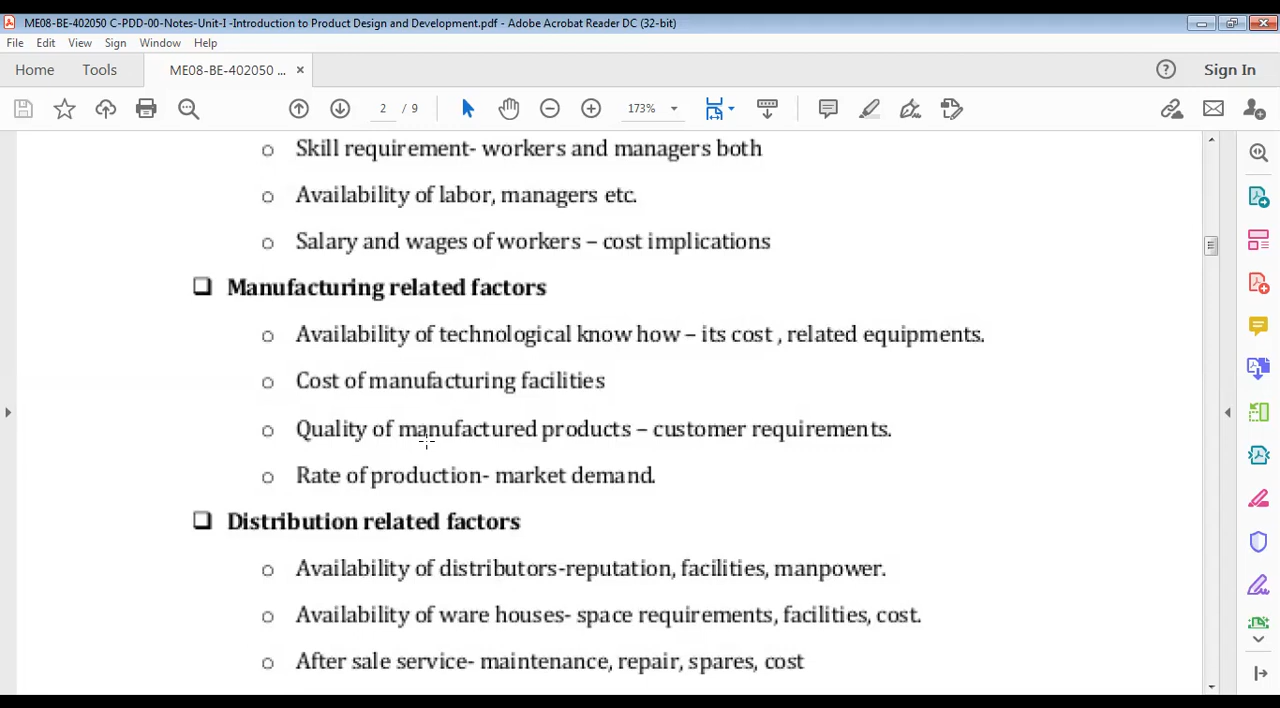 ME08-BE-402050 C-PDD-00-Notes-Unit-I -Introduction to Product Design and Development.pdf - Adobe Acrobat Reader DC (32-bit)
File Edit View Sign Window Help
Home Tools ME08-BE-402050 ... × Sign In
2 / 9 173%
o Skill requirement- workers and managers both
o Availability of labor, managers etc.
o Salary and wages of workers – cost implications
❑ Manufacturing related factors
o Availability of technological know how – its cost , related equipments.
o Cost of manufacturing facilities
o Quality of manufactured products – customer requirements.
o Rate of production- market demand.
❑ Distribution related factors
o Availability of distributors-reputation, facilities, manpower.
o Availability of ware houses- space requirements, facilities, cost.
o After sale service- maintenance, repair, spares, cost